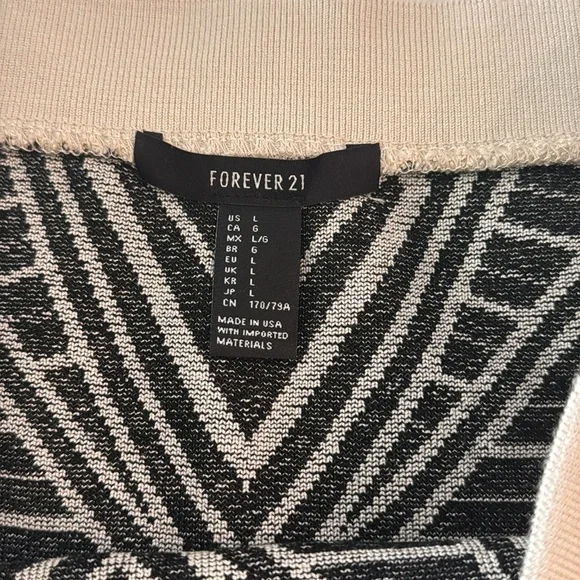 FOREVER 21
US L
CA G
MX L/G
BR G
EU L
UK L
KR L
JP L
CN 170/79A
MADE IN USA
WITH IMPORTED
MATERIALS